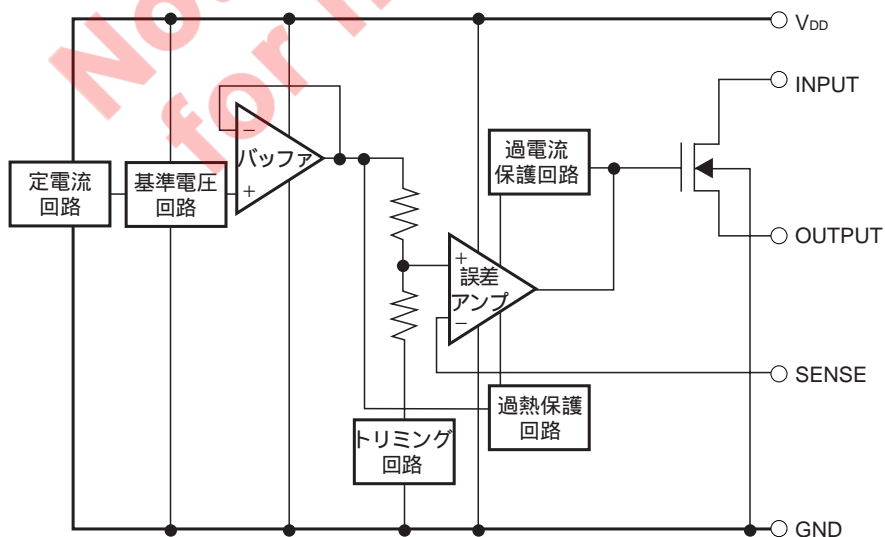 Not
for n
VDD
INPUT
−
バッファ
+
定電流
回路
基準電圧
回路
過電流
保護回路
OUTPUT
+
誤差
アンプ
−
SENSE
過熱保護
回路
トリミング
回路
GND